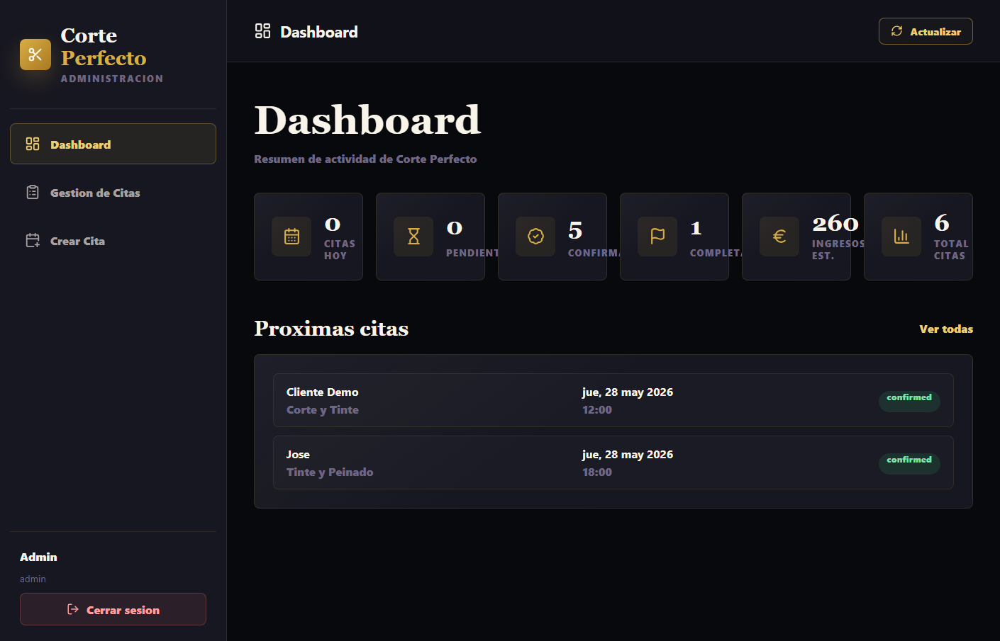 Corte
Perfecto
ADMINISTRACION
Dashboard
Gestion de Citas
Crear Cita
Admin
admin
Cerrar sesion
Dashboard
Actualizar
Dashboard
Resumen de actividad de Corte Perfecto
0
CITAS
HOY
0
PENDIENT
5
CONFIRMA
1
COMPLETA
260
INGRESOS
EST.
6
TOTAL
CITAS
Proximas citas
Ver todas
Cliente Demo
Corte y Tinte
jue, 28 may 2026
12:00
confirmed
Jose
Tinte y Peinado
jue, 28 may 2026
18:00
confirmed